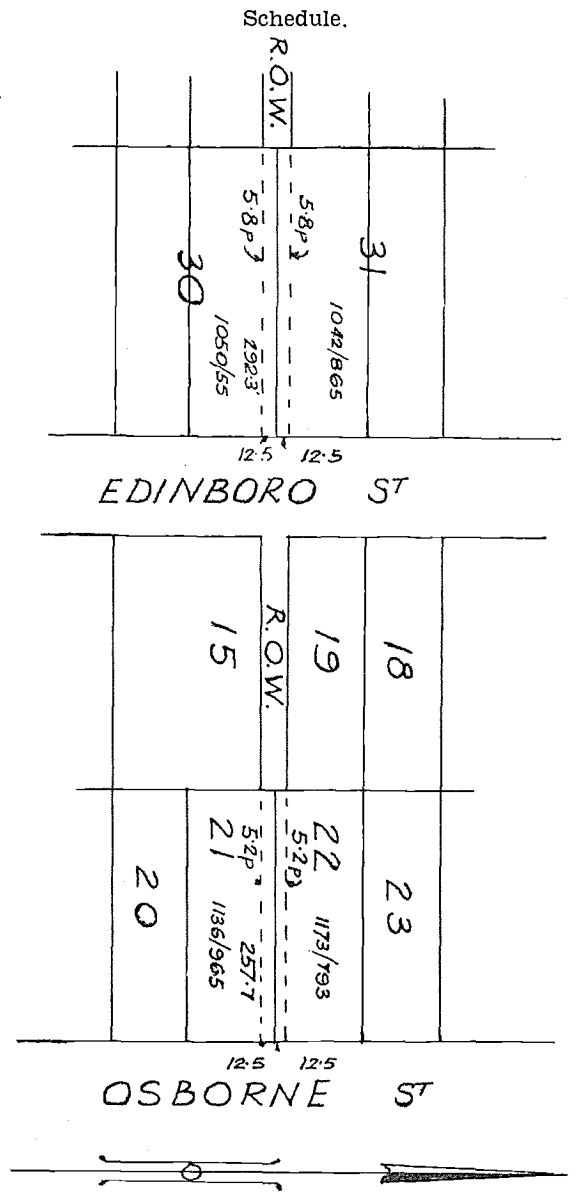 Schedule.
R.O.W.
5.8p
5.8p
30
31
1050/55
292.3'
1042/865
12.5
12.5
EDINBORO ST
15
R.O.W.
19
18
20
21
5.2p
5.2p
22
23
1136/965
257.7
1173/793
12.5
12.5
OSBORNE ST